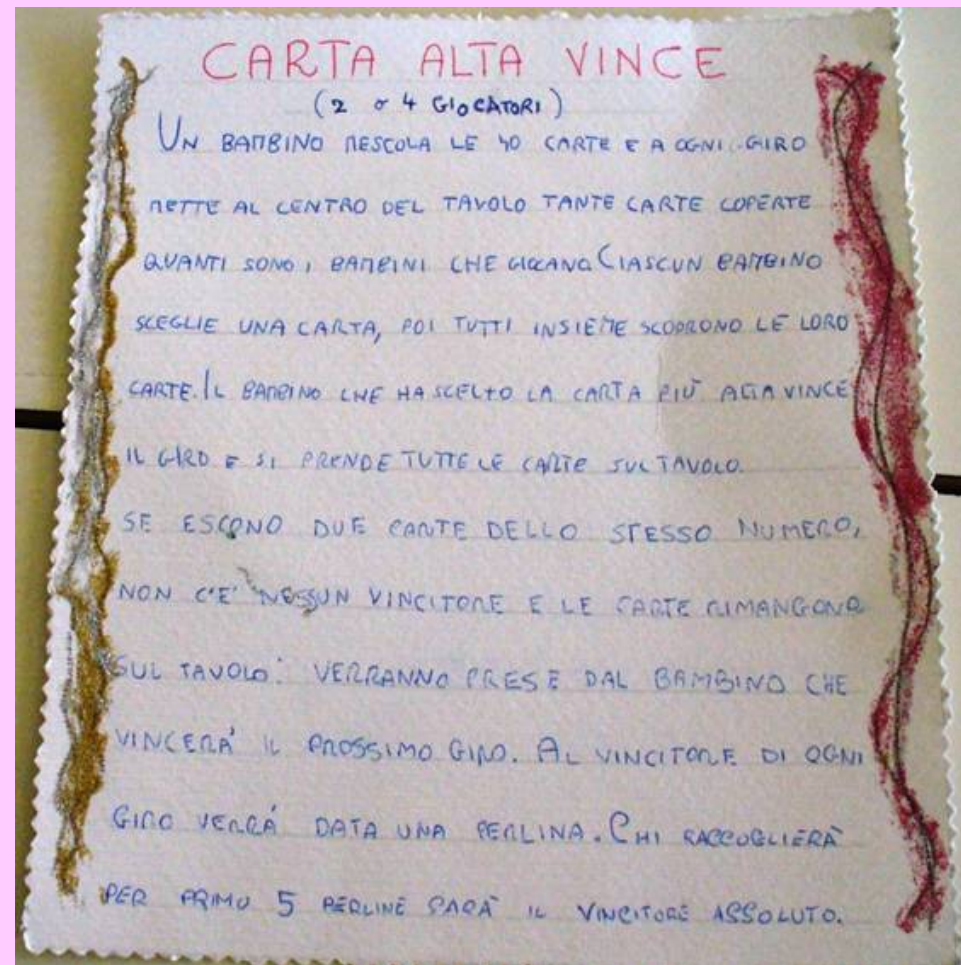 CARTA ALTA VINCE
(2 o 4 GIOCATORI)
UN BAMBINO MESCOLA LE 40 CARTE E A OGNI GIRO
METTE AL CENTRO DEL TAVOLO TANTE CARTE COPERTE
QUANTI SONO I BAMBINI CHE GIOCANO CIASCUN BAMBINO
SCEGLIE UNA CARTA, POI TUTTI INSIEME SCOPRONO LE LORO
CARTE. IL BAMBINO CHE HA SCELTO LA CARTA PIÙ ALTA VINCE
IL GIRO E SI PRENDE TUTTE LE CARTE SUL TAVOLO.
SE ESCONO DUE CARTE DELLO STESSO NUMERO,
NON C'E' NESSUN VINCITORE E LE CARTE RIMANGONO
SUL TAVOLO: VERRANNO PRESE DAL BAMBINO CHE
VINCERA' IL PROSSIMO GIRO. AL VINCITORE DI OGNI
GIRO VERRÀ DATA UNA PERLINA. CHI RACCOGLIERÀ
PER PRIMO 5 PERLINE SARÀ IL VINCITORE ASSOLUTO.